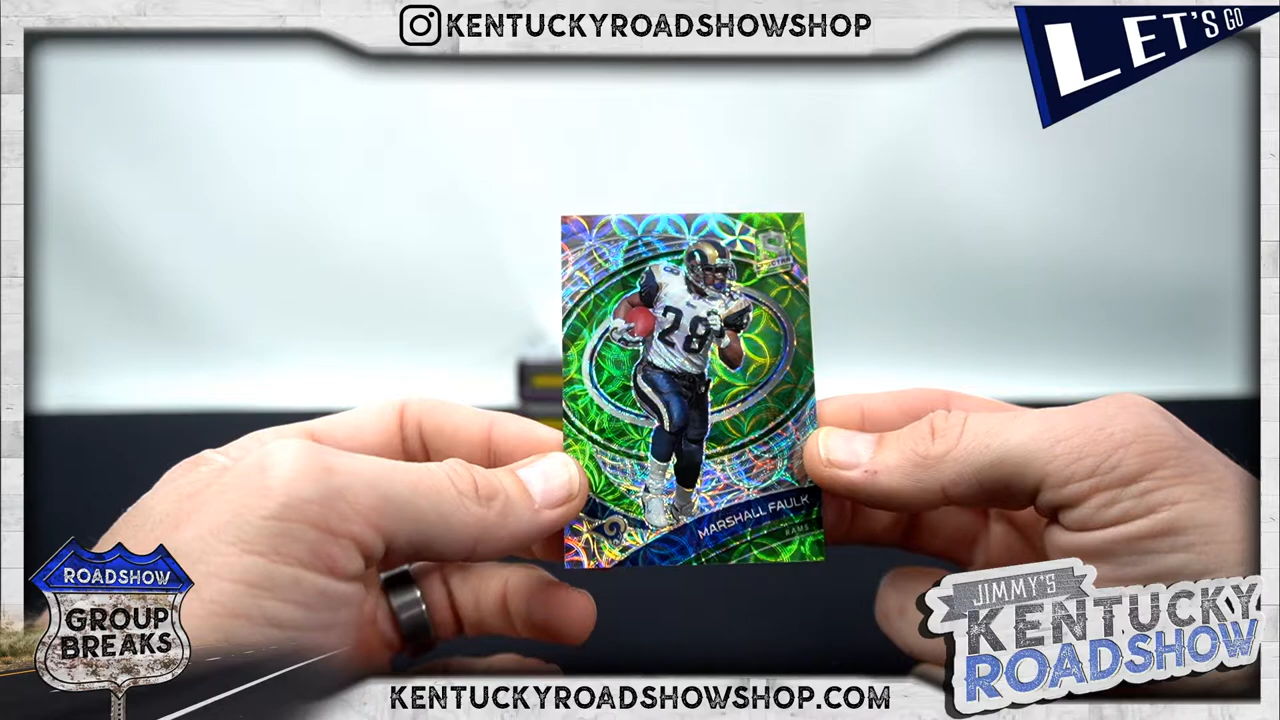 KENTUCKYROADSHOWSHOP
LET'S GO
28
MARSHALL FAULK
RAMS
ROADSHOW
GROUP
BREAKS
JIMMY'S
KENTUCKY
ROADSHOW
KENTUCKYROADSHOWSHOP.COM